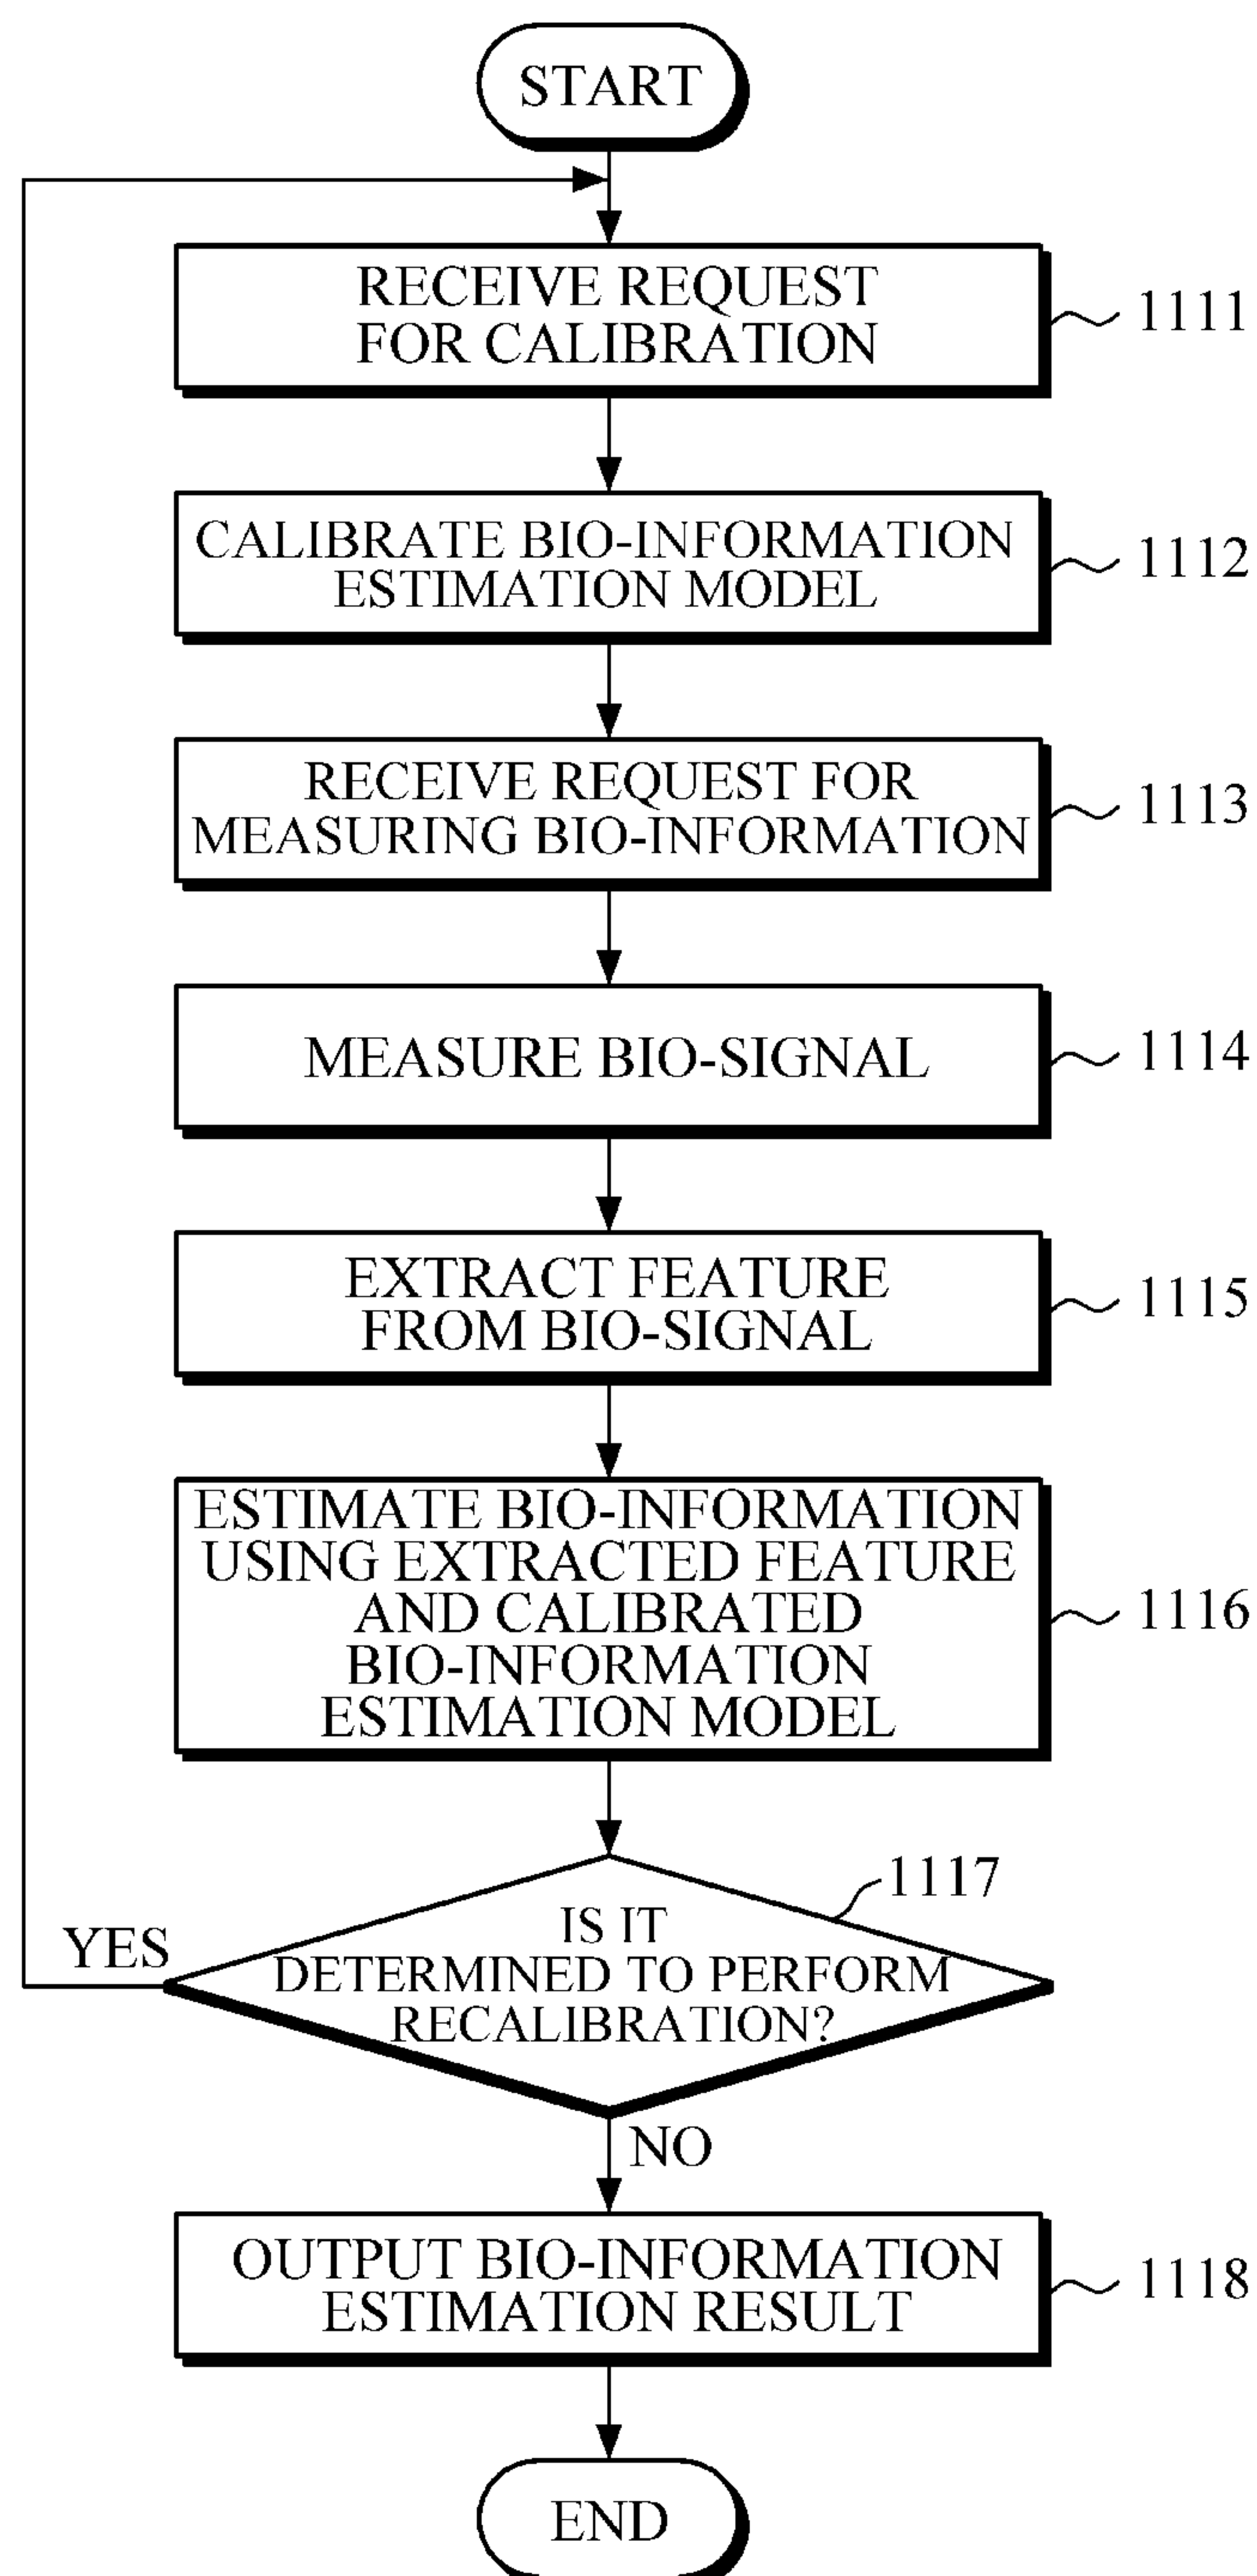 START
RECEIVE REQUEST
FOR CALIBRATION
1111
CALIBRATE BIO-INFORMATION
ESTIMATION MODEL
1112
RECEIVE REQUEST FOR
MEASURING BIO-INFORMATION
1113
MEASURE BIO-SIGNAL
1114
EXTRACT FEATURE
FROM BIO-SIGNAL
1115
ESTIMATE BIO-INFORMATION
USING EXTRACTED FEATURE
AND CALIBRATED
BIO-INFORMATION
ESTIMATION MODEL
1116
1117
YES
IS IT
DETERMINED TO PERFORM
RECALIBRATION?
NO
OUTPUT BIO-INFORMATION
ESTIMATION RESULT
1118
END